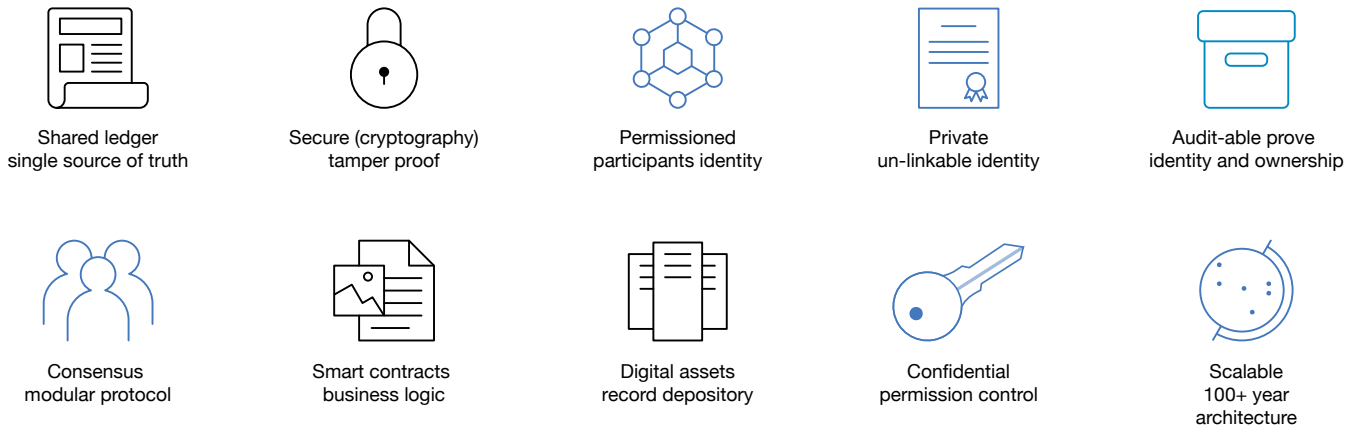 Shared ledger
single source of truth
Secure (cryptography)
tamper proof
Permissioned
participants identity
Private
un-linkable identity
Audit-able prove
identity and ownership
Consensus
modular protocol
Smart contracts
business logic
Digital assets
record depository
Confidential
permission control
Scalable
100+ year
architecture